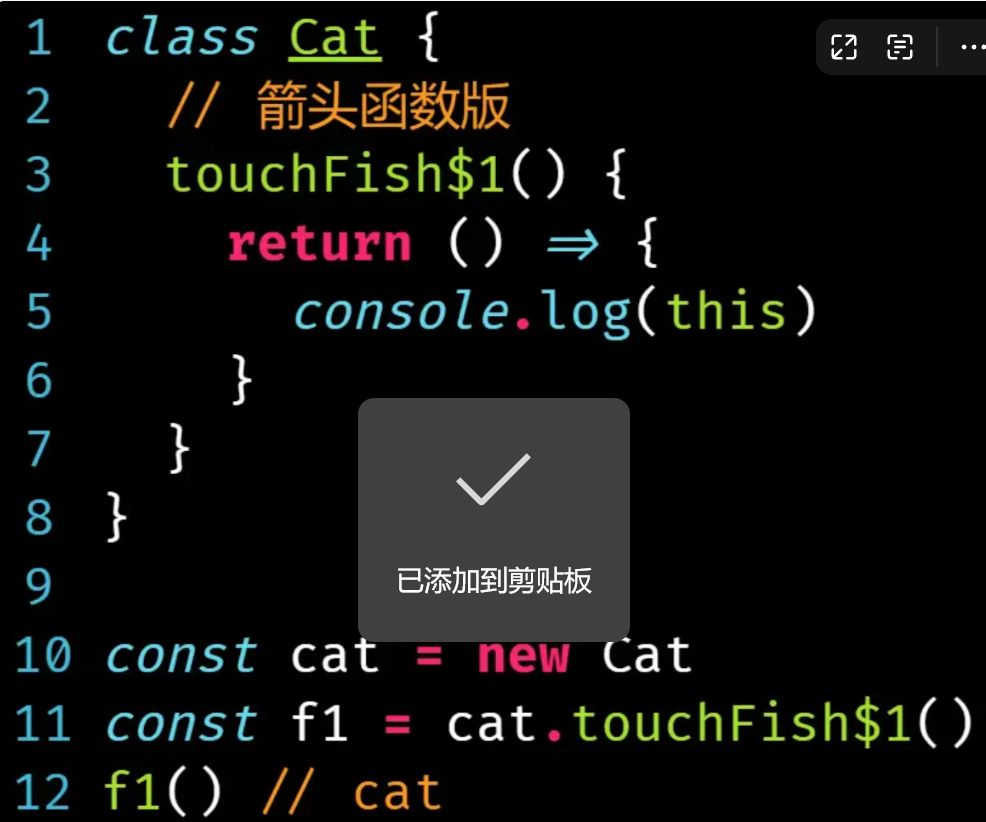 1 class Cat {
2 // 箭头函数版
3 touchFish$1() {
4 return () => {
5 console.log(this)
6 }
7 }
8 }
9
已添加到剪贴板
10 const cat = new Cat
11 const f1 = cat.touchFish$1()
12 f1() // cat